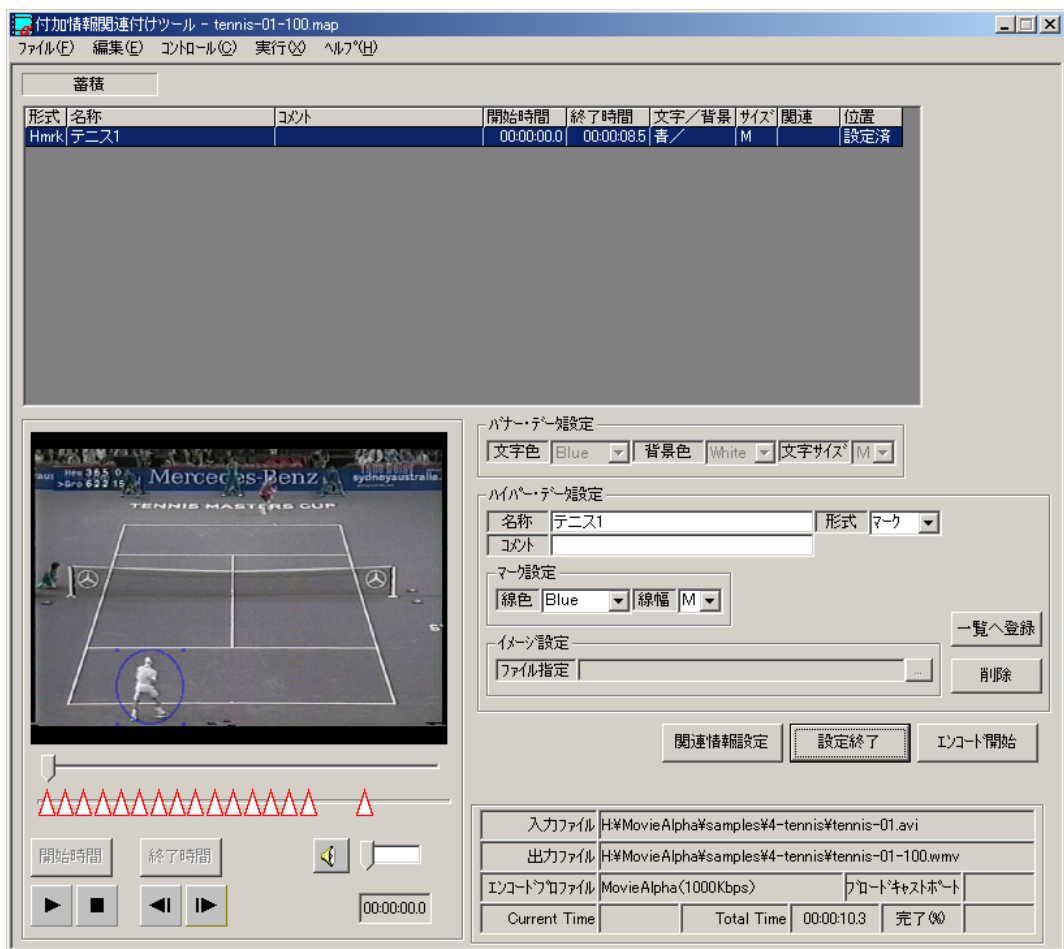 付加情報関連付けツール - tennis-01-100.map
ファイル(F) 編集(E) コントロール(C) 実行(X) ヘルプ(H)
蓄積
形式 名称 コメント 開始時間 終了時間 文字／背景 サイズ 関連 位置
Hmrk テニス1 00:00:00.0 00:00:08.5 青／ M 設定済
バナー・データ設定
文字色 Blue 背景色 White 文字サイズ M
ハイパー・データ設定
名称 テニス1 形式 マーク
コメント
マーク設定
線色 Blue 線幅 M
一覧へ登録
イメージ設定
ファイル指定 ...
削除
Mercedes-Benz sydneyaustralia.
TENNIS MASTERS CUP
関連情報設定 設定終了 エンコード開始
開始時間 終了時間
00:00:00.0
入力ファイル H:¥MovieAlpha¥samples¥4-tennis¥tennis-01.avi
出力ファイル H:¥MovieAlpha¥samples¥4-tennis¥tennis-01-100.wmv
エンコードプロファイル MovieAlpha(1000Kbps) ブロードキャストポート
Current Time Total Time 00:00:10.3 完了(%)